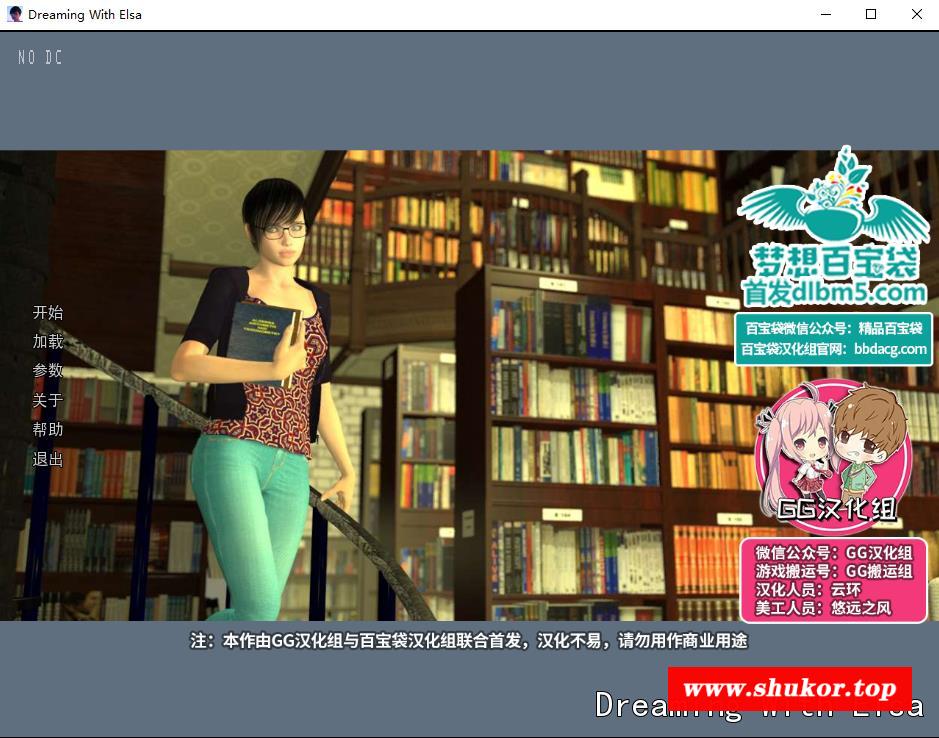 Dreaming With Elsa
NO DC
梦想百宝袋
首发dlbm5.com
百宝袋微信公众号：精品百宝袋
百宝袋汉化组官网：bbdacg.com
开始
加载
参数
关于
帮助
退出
GG汉化组
微信公众号：GG汉化组
游戏搬运号：GG搬运组
汉化人员：云环
美工人员：悠远之风
注：本作由GG汉化组与百宝袋汉化组联合首发，汉化不易，请勿用作商业用途
www.shukor.top
Dreaming With Elsa